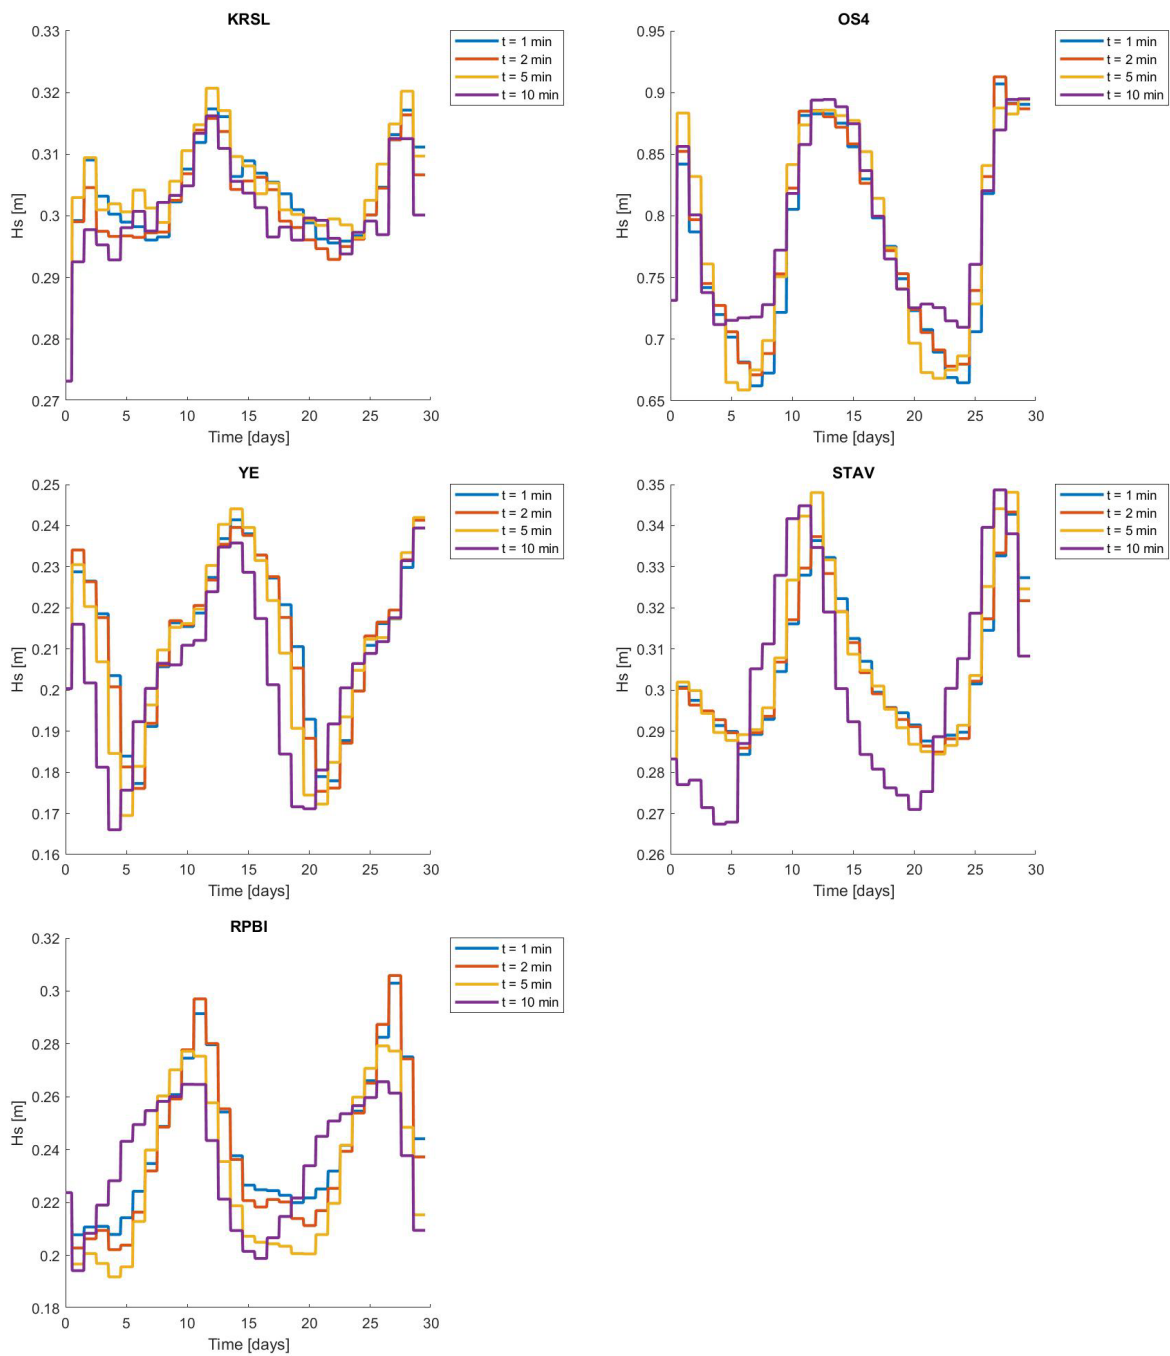 KRSL
0.33
0.32
0.31
0.3
0.29
0.28
0.27
Hs [m]
0 5 10 15 20 25 30
Time [days]
t = 1 min
t = 2 min
t = 5 min
t = 10 min
OS4
0.95
0.9
0.85
0.8
0.75
0.7
0.65
Hs [m]
0 5 10 15 20 25 30
Time [days]
t = 1 min
t = 2 min
t = 5 min
t = 10 min
YE
0.25
0.24
0.23
0.22
0.21
0.2
0.19
0.18
0.17
0.16
Hs [m]
0 5 10 15 20 25 30
Time [days]
t = 1 min
t = 2 min
t = 5 min
t = 10 min
STAV
0.35
0.34
0.33
0.32
0.31
0.3
0.29
0.28
0.27
0.26
Hs [m]
0 5 10 15 20 25 30
Time [days]
t = 1 min
t = 2 min
t = 5 min
t = 10 min
RPBI
0.32
0.3
0.28
0.26
0.24
0.22
0.2
0.18
Hs [m]
0 5 10 15 20 25 30
Time [days]
t = 1 min
t = 2 min
t = 5 min
t = 10 min